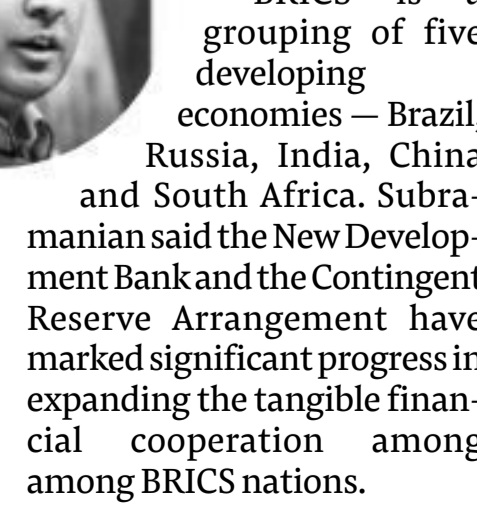 BRICS is a
grouping of five
developing
economies — Brazil,
Russia, India, China
and South Africa. Subra-
manian said the New Develop-
ment Bank and the Contingent
Reserve Arrangement have
marked significant progress in
expanding the tangible finan-
cial cooperation among
among BRICS nations.